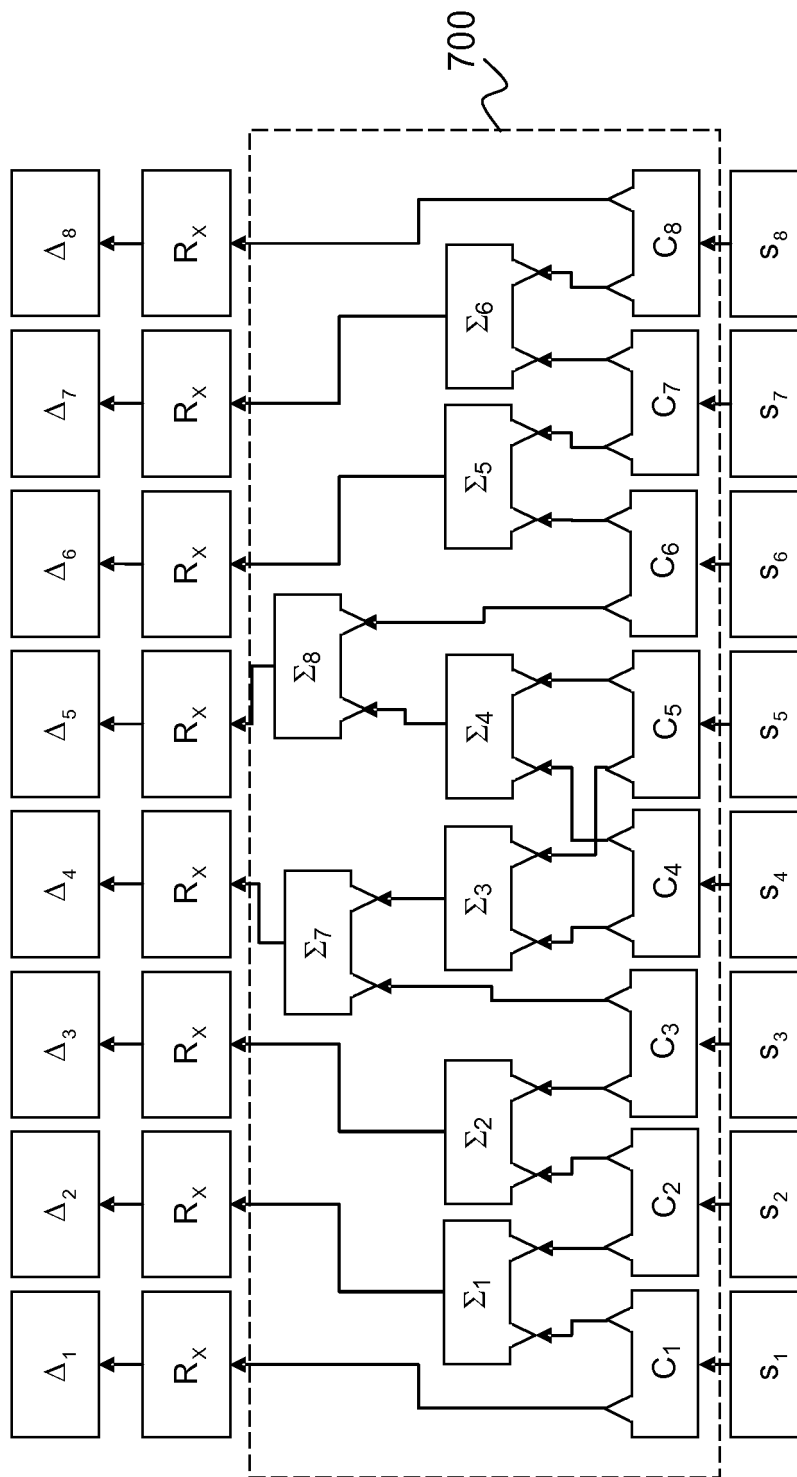 Δ₁ Δ₂ Δ₃ Δ₄ Δ₅ Δ₆ Δ₇ Δ₈
Rₓ Rₓ Rₓ Rₓ Rₓ Rₓ Rₓ Rₓ
700
Σ₇ Σ₈
Σ₁ Σ₂ Σ₃ Σ₄ Σ₅ Σ₆
C₁ C₂ C₃ C₄ C₅ C₆ C₇ C₈
s₁ s₂ s₃ s₄ s₅ s₆ s₇ s₈